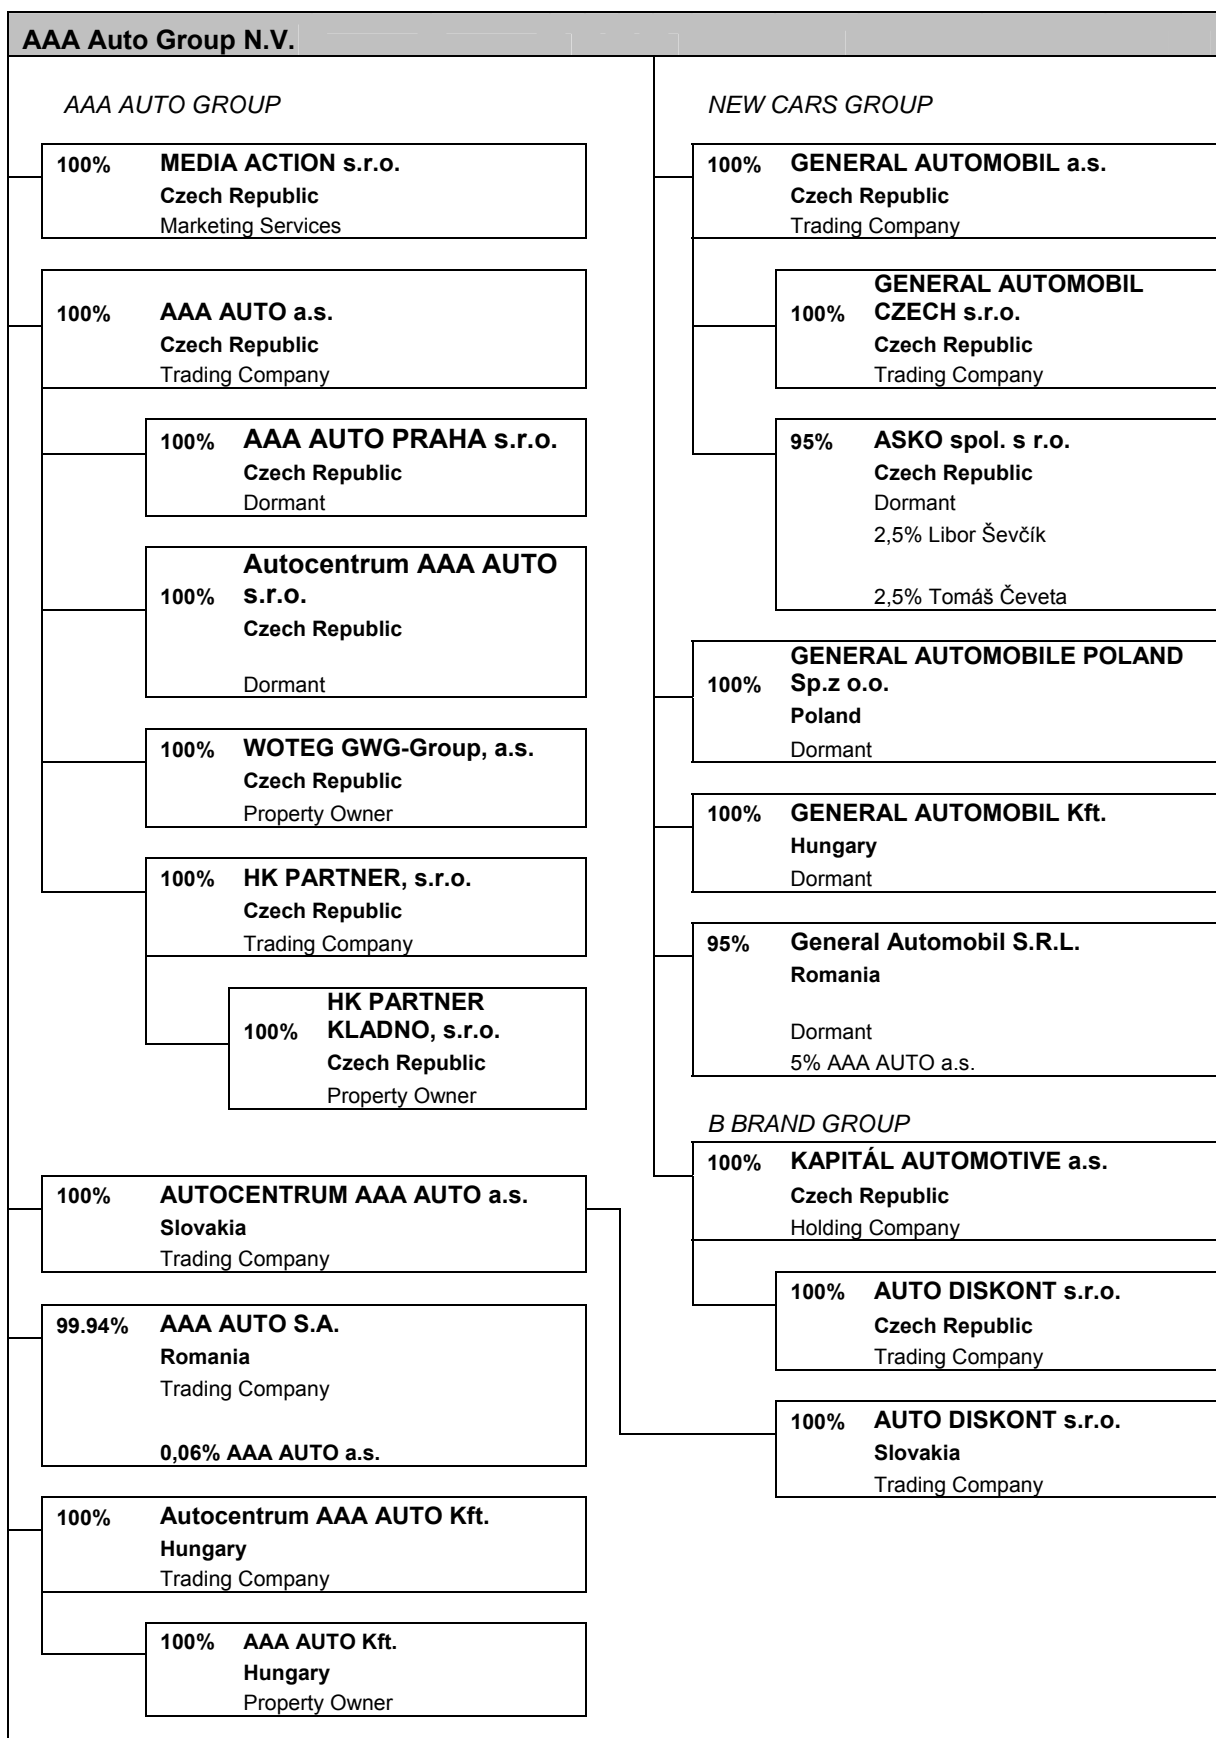 AAA Auto Group N.V.
AAA AUTO GROUP
100% MEDIA ACTION s.r.o.
Czech Republic
Marketing Services
100% AAA AUTO a.s.
Czech Republic
Trading Company
100% AAA AUTO PRAHA s.r.o.
Czech Republic
Dormant
Autocentrum AAA AUTO
100% s.r.o.
Czech Republic
Dormant
100% WOTEG GWG-Group, a.s.
Czech Republic
Property Owner
100% HK PARTNER, s.r.o.
Czech Republic
Trading Company
HK PARTNER
100% KLADNO, s.r.o.
Czech Republic
Property Owner
100% AUTOCENTRUM AAA AUTO a.s.
Slovakia
Trading Company
99.94% AAA AUTO S.A.
Romania
Trading Company
0,06% AAA AUTO a.s.
100% Autocentrum AAA AUTO Kft.
Hungary
Trading Company
100% AAA AUTO Kft.
Hungary
Property Owner
NEW CARS GROUP
100% GENERAL AUTOMOBIL a.s.
Czech Republic
Trading Company
GENERAL AUTOMOBIL
100% CZECH s.r.o.
Czech Republic
Trading Company
95% ASKO spol. s r.o.
Czech Republic
Dormant
2,5% Libor Ševčík
2,5% Tomáš Čeveta
GENERAL AUTOMOBILE POLAND
100% Sp.z o.o.
Poland
Dormant
100% GENERAL AUTOMOBIL Kft.
Hungary
Dormant
95% General Automobil S.R.L.
Romania
Dormant
5% AAA AUTO a.s.
B BRAND GROUP
100% KAPITÁL AUTOMOTIVE a.s.
Czech Republic
Holding Company
100% AUTO DISKONT s.r.o.
Czech Republic
Trading Company
100% AUTO DISKONT s.r.o.
Slovakia
Trading Company